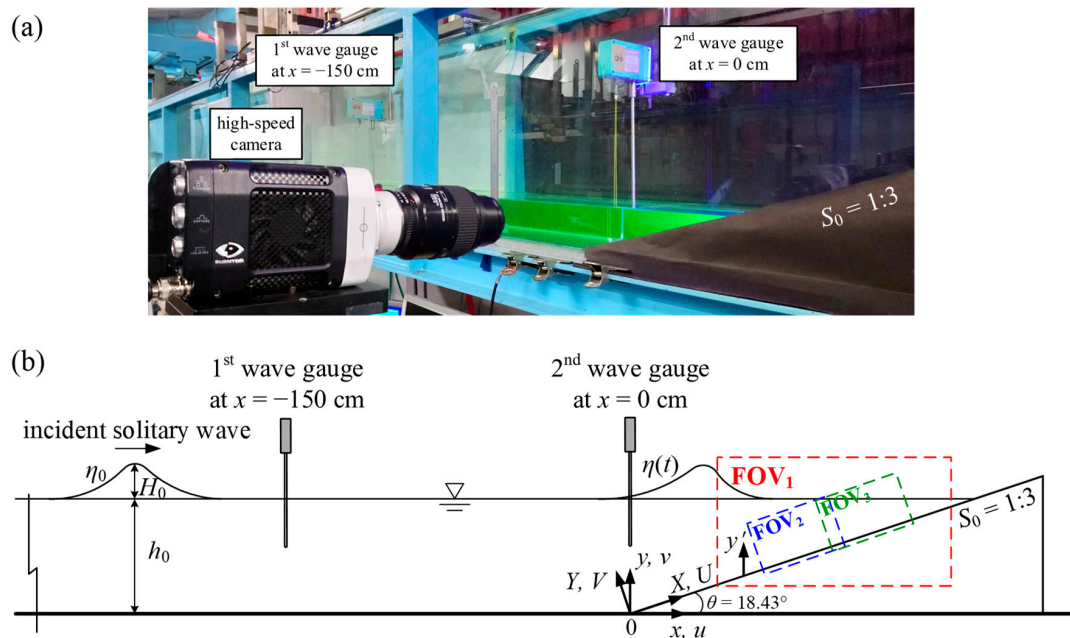 (a)
1st wave gauge
at x = −150 cm
2nd wave gauge
at x = 0 cm
high-speed
camera
S0 = 1:3
(b)
1st wave gauge
at x = −150 cm
2nd wave gauge
at x = 0 cm
incident solitary wave
η0
H0
η(t)
FOV1
FOV2
FOV3
S0 = 1:3
h0
y′
y, v
Y, V
X, U
θ = 18.43°
0
x, u